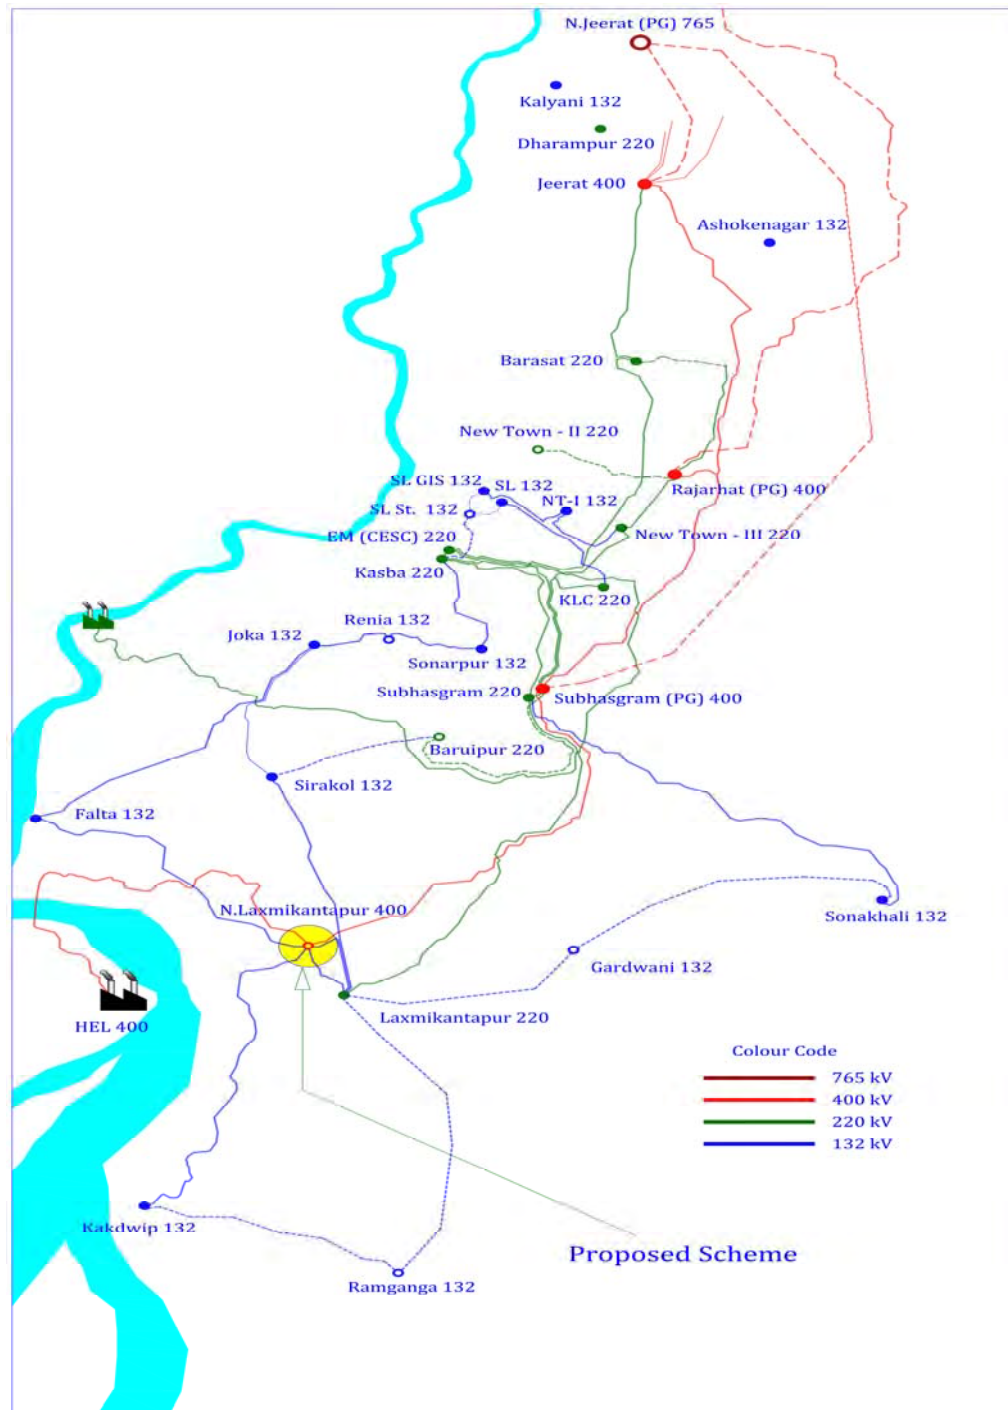 N.Jeerat (PG) 765
Kalyani 132
Dharampur 220
Jeerat 400
Ashokenagar 132
Barasat 220
New Town - II 220
SL GIS 132
SL 132
NT-I 132
Rajarhat (PG) 400
SL St. 132
EM (CESC) 220
New Town - III 220
Kasba 220
KLC 220
Renia 132
Joka 132
Sonarpur 132
Subhasgram 220
Subhasgram (PG) 400
Baruipur 220
Sirakol 132
Falta 132
N.Laxmikantapur 400
Sonakhali 132
Gardwani 132
Laxmikantapur 220
HEL 400
Colour Code
765 kV
400 kV
220 kV
132 kV
Kakdwip 132
Proposed Scheme
Ramganga 132